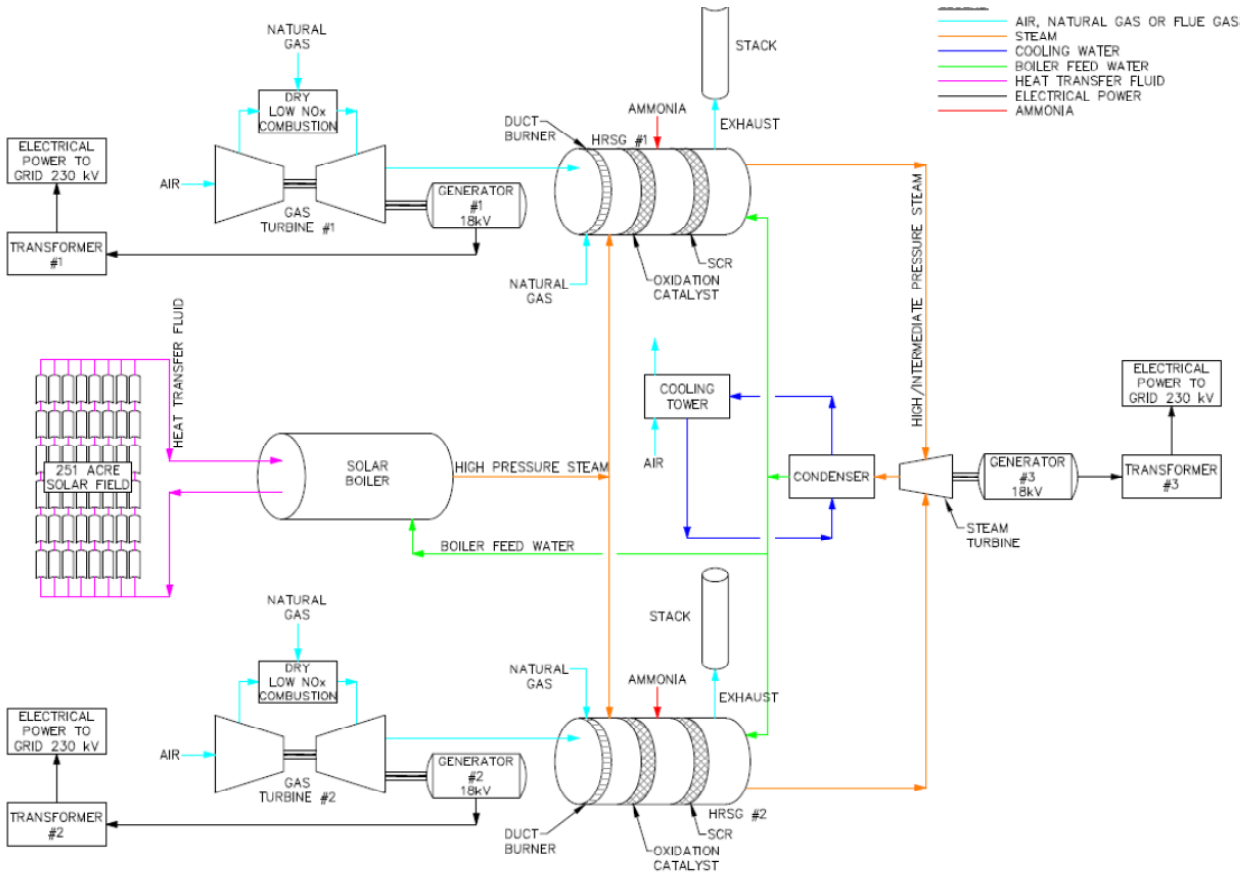 AIR, NATURAL GAS OR FLUE GAS
STEAM
COOLING WATER
BOILER FEED WATER
HEAT TRANSFER FLUID
ELECTRICAL POWER
AMMONIA
NATURAL
GAS
DRY
LOW NOx
COMBUSTION
ELECTRICAL
POWER TO
GRID 230 kV
AIR
GAS
TURBINE #1
GENERATOR
#1
18kV
TRANSFORMER
#1
STACK
AMMONIA
EXHAUST
DUCT
BURNER
HRSG #1
NATURAL
GAS
SCR
OXIDATION
CATALYST
HIGH/INTERMEDIATE PRESSURE STEAM
HEAT TRANSFER FLUID
251 ACRE
SOLAR FIELD
SOLAR
BOILER
HIGH PRESSURE STEAM
BOILER FEED WATER
COOLING
TOWER
AIR
CONDENSER
GENERATOR
#3
18kV
STEAM
TURBINE
ELECTRICAL
POWER TO
GRID 230 kV
TRANSFORMER
#3
NATURAL
GAS
DRY
LOW NOx
COMBUSTION
ELECTRICAL
POWER TO
GRID 230 kV
AIR
GAS
TURBINE #2
GENERATOR
#2
18kV
TRANSFORMER
#2
STACK
NATURAL
GAS
AMMONIA
EXHAUST
DUCT
BURNER
SCR
HRSG #2
OXIDATION
CATALYST